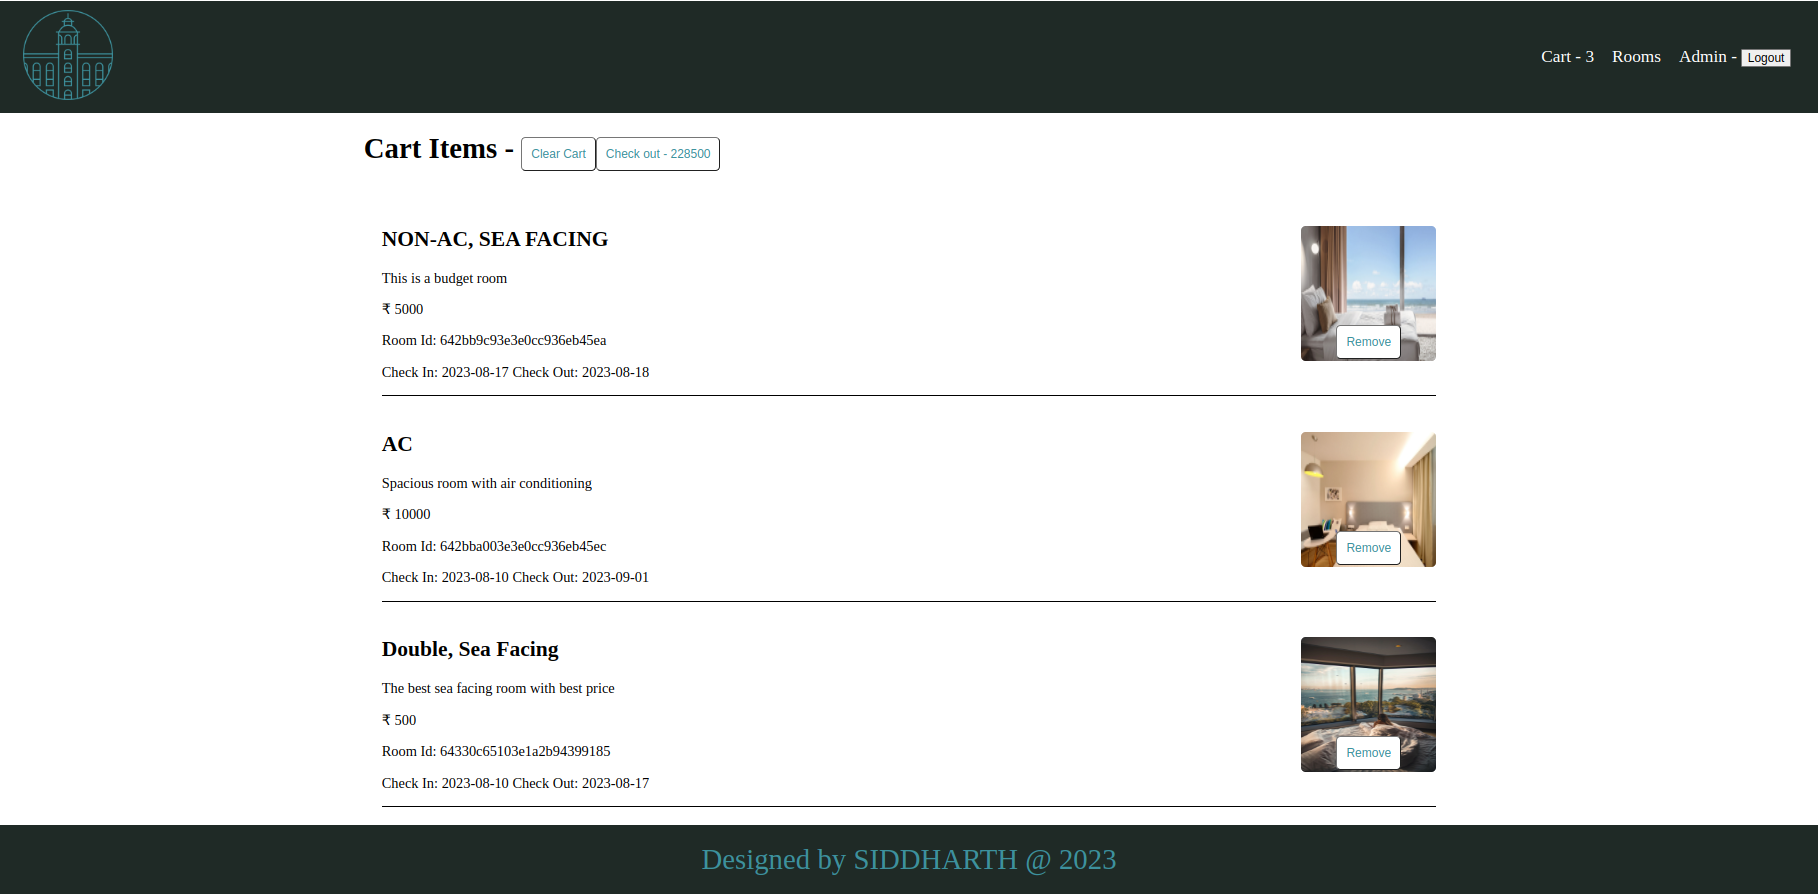 Cart - 3 Rooms Admin - Logout
Cart Items - Clear Cart Check out - 228500
NON-AC, SEA FACING
This is a budget room
₹ 5000
Room Id: 642bb9c93e3e0cc936eb45ea
Remove
Check In: 2023-08-17 Check Out: 2023-08-18
AC
Spacious room with air conditioning
₹ 10000
Room Id: 642bba003e3e0cc936eb45ec
Remove
Check In: 2023-08-10 Check Out: 2023-09-01
Double, Sea Facing
The best sea facing room with best price
₹ 500
Room Id: 64330c65103e1a2b94399185
Remove
Check In: 2023-08-10 Check Out: 2023-08-17
Designed by SIDDHARTH @ 2023